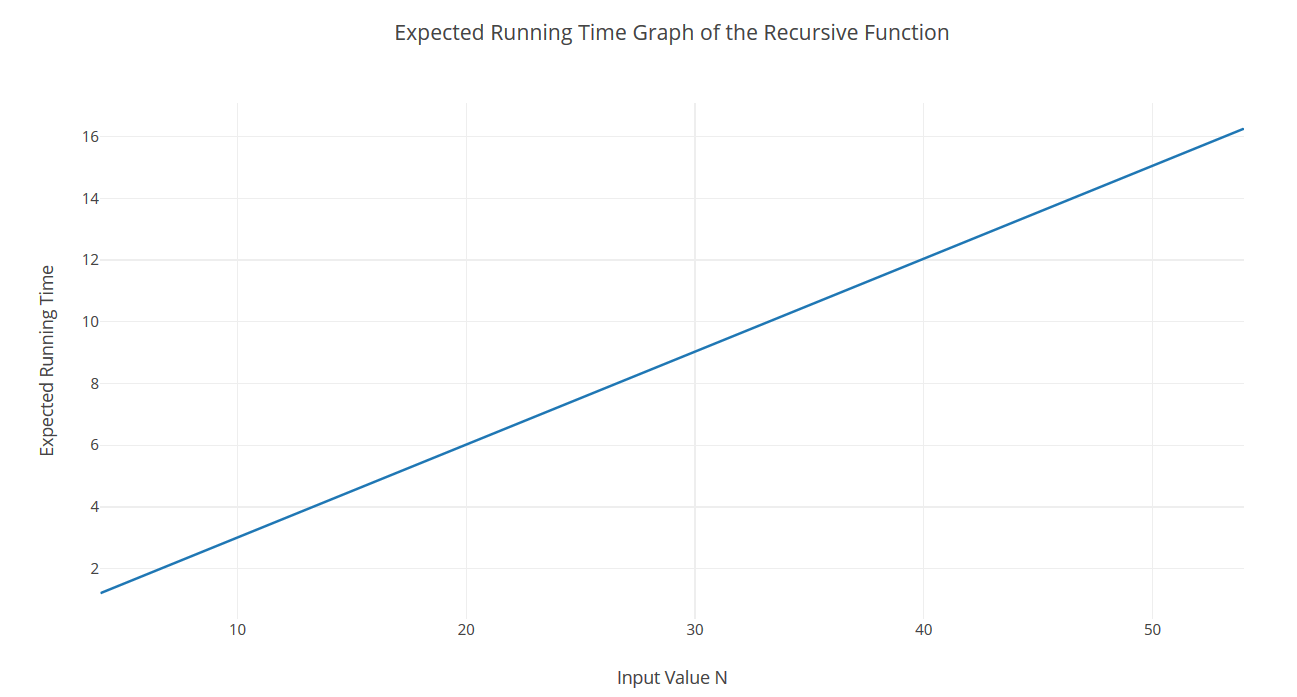 Expected Running Time Graph of the Recursive Function
Expected Running Time
16
14
12
10
8
6
4
2
10 20 30 40 50
Input Value N